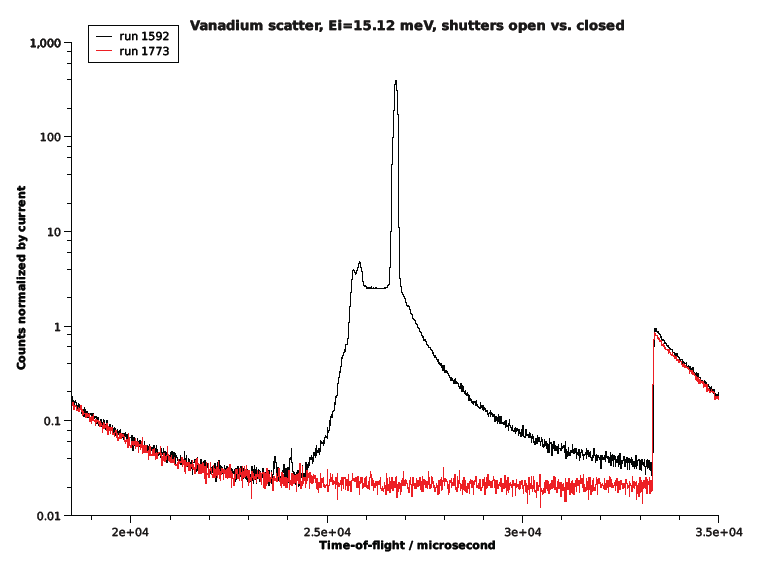 Vanadium scatter, Ei=15.12 meV, shutters open vs. closed
run 1592
run 1773
Counts normalized by current
1,000
100
10
1
0.1
0.01
2e+04
2.5e+04
3e+04
3.5e+04
Time-of-flight / microsecond